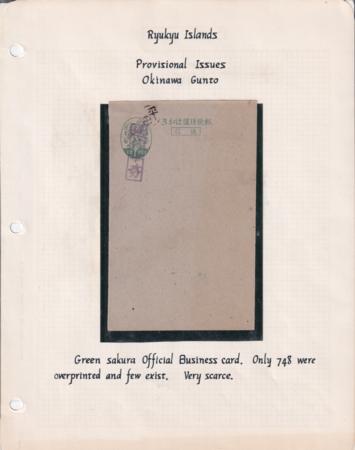 Ryukyu Islands
Provisional Issues
Okinawa Gunto
Green sakura Official Business card. Only 748 were
overprinted and few exist. Very scarce.